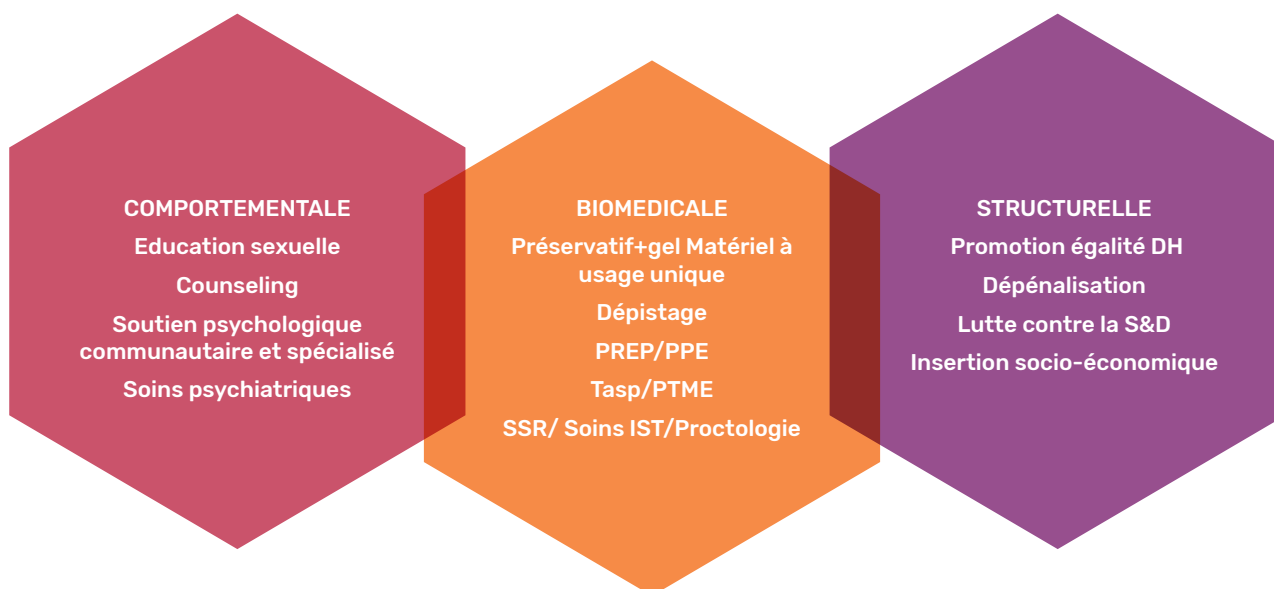 COMPORTEMENTALE
Education sexuelle
Counseling
Soutien psychologique
communautaire et spécialisé
Soins psychiatriques
BIOMEDICALE
Préservatif+gel Matériel à
usage unique
Dépistage
PREP/PPE
Tasp/PTME
SSR/ Soins IST/Proctologie
STRUCTURELLE
Promotion égalité DH
Dépénalisation
Lutte contre la S&D
Insertion socio-économique